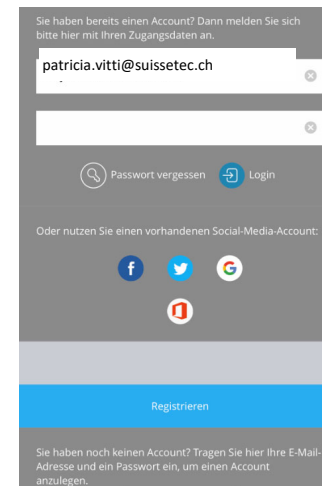 Sie haben bereits einen Account? Dann melden Sie sich
bitte hier mit Ihren Zugangsdaten an.
patricia.vitti@suissetec.ch
Passwort vergessen
Login
Oder nutzen Sie einen vorhandenen Social-Media-Account:
Registrieren
Sie haben noch keinen Account? Tragen Sie hier Ihre E-Mail-
Adresse und ein Passwort ein, um einen Account
anzulegen.